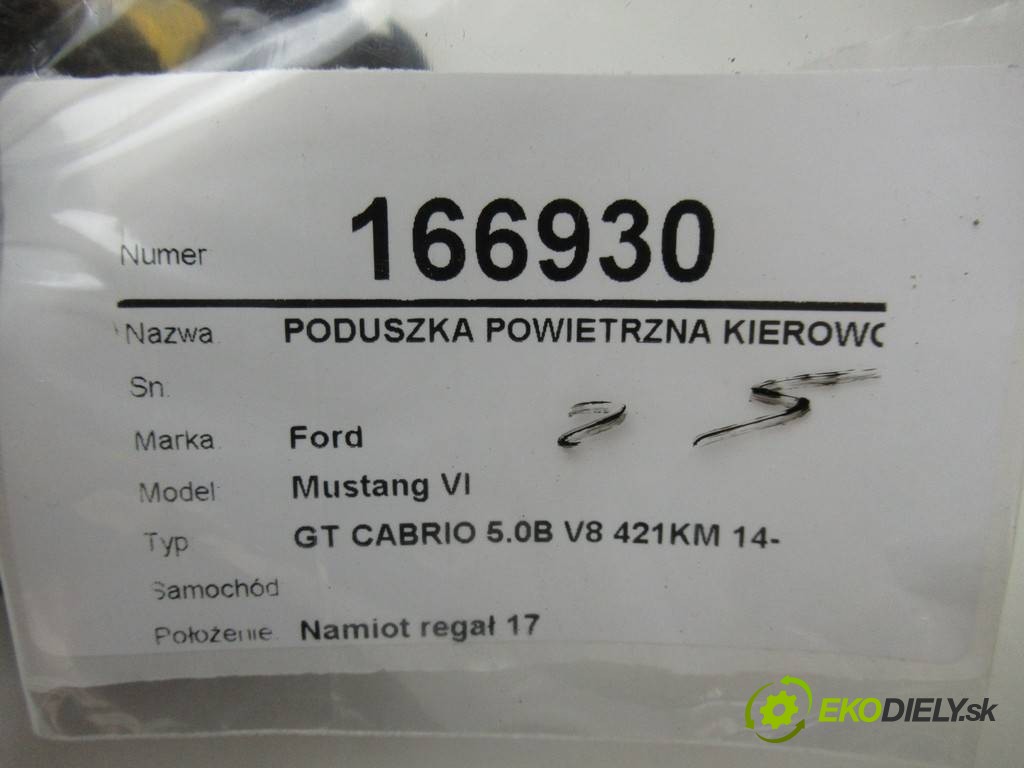 Numer 166930
Nazwa PODUSZKA POWIETRZNA KIEROWC
Sn.
Marka Ford
Model Mustang VI
Typ GT CABRIO 5.0B V8 421KM 14-
Samochód
Położenie Namiot regał 17
EKODIELY.sk